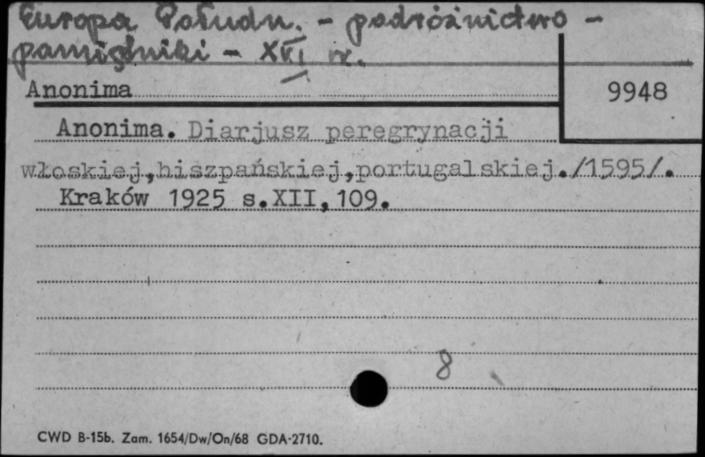 Europa Połudn. - podróżnictwo -
pamiętniki - XVI w.
Anonima
9948
Anonima. Diarjusz peregrynacji
włoskiej,hiszpańskiej,portugalskiej./1595/.
Kraków 1925 s.XII,109.
8
CWD B-15b. Zam. 1654/Dw/On/68 GDA-2710.